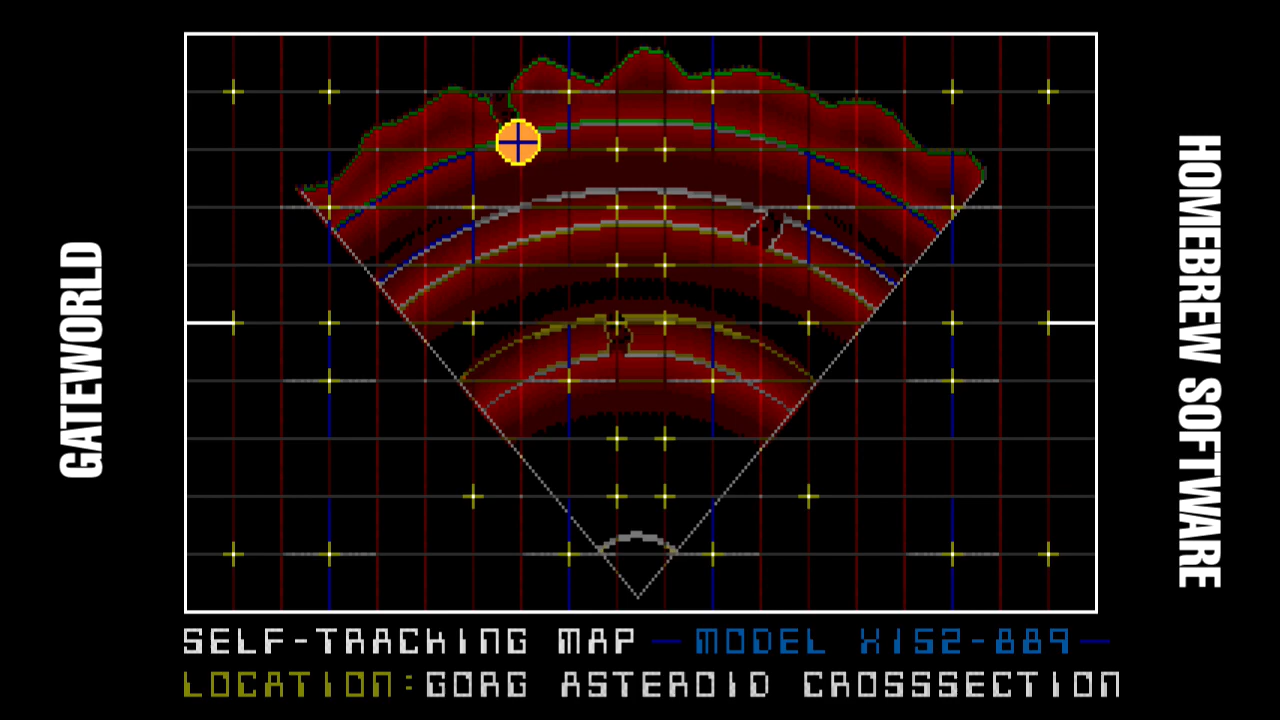 GATEWORLD
HOMEBREW SOFTWARE
SELF-TRACKING MAP — MODEL X152-889 —
LOCATION: GORG ASTEROID CROSSSECTION